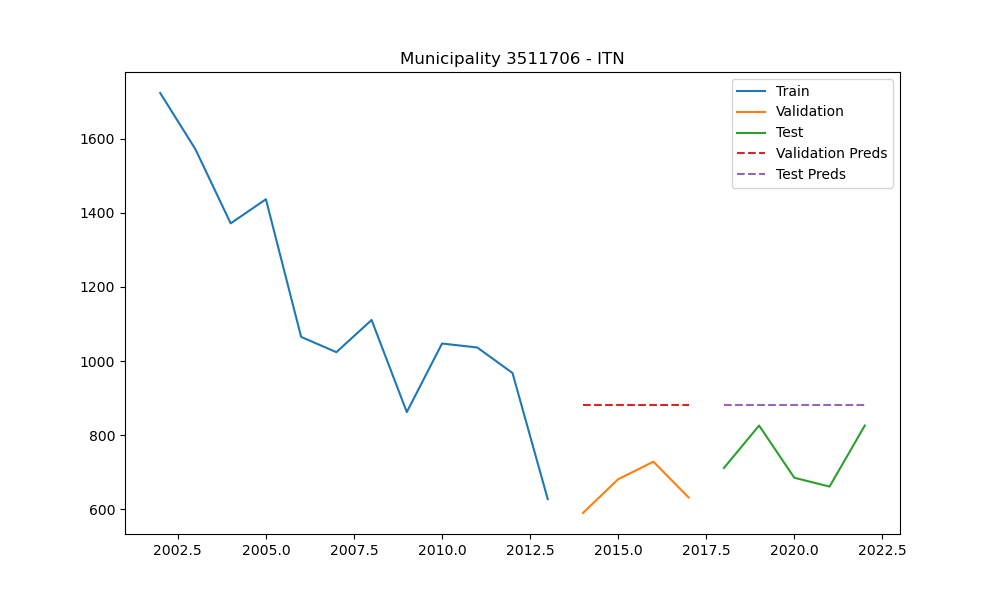 Municipality 3511706 - ITN
Train
Validation
Test
Validation Preds
Test Preds
1600
1400
1200
1000
800
600
2002.5 2005.0 2007.5 2010.0 2012.5 2015.0 2017.5 2020.0 2022.5